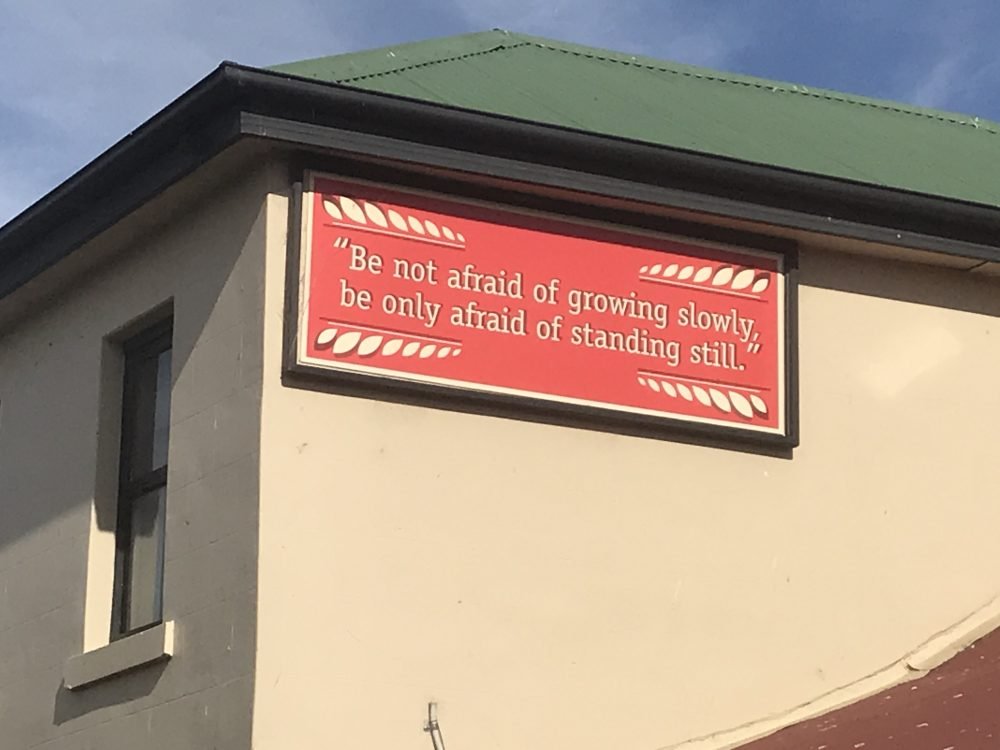 “Be not afraid of growing slowly,
be only afraid of standing still.”